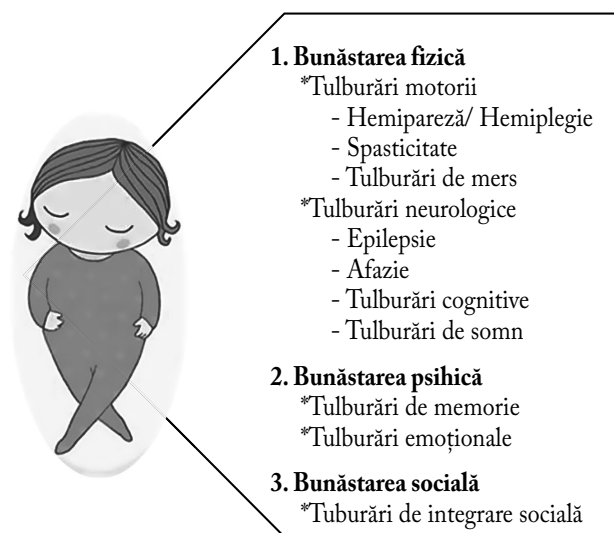 1. Bunăstarea fizică
*Tulburări motorii
- Hemipareză/ Hemiplegie
- Spasticitate
- Tulburări de mers
*Tulburări neurologice
- Epilepsie
- Afazie
- Tulburări cognitive
- Tulburări de somn
2. Bunăstarea psihică
*Tulburări de memorie
*Tulburări emoționale
3. Bunăstarea socială
*Tuburări de integrare socială